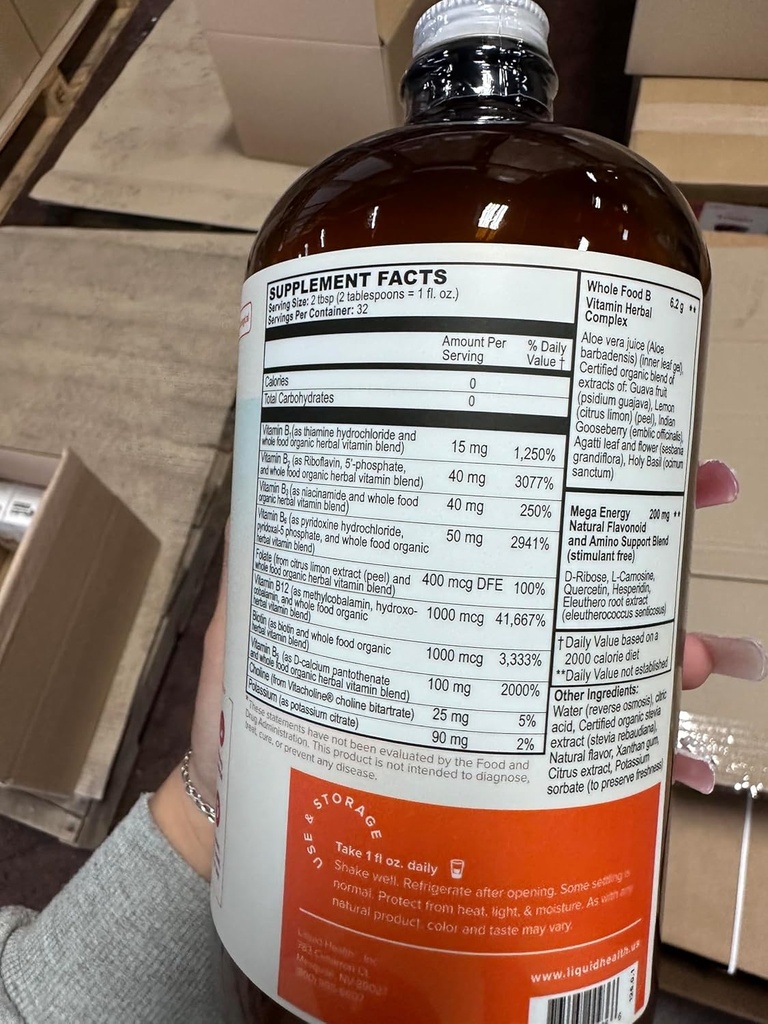 SUPPLEMENT FACTS
Serving Size: 2 tbsp (2 tablespoons = 1 fl. oz.)
Servings Per Container: 32
Amount Per Serving
% Daily Value †
Calories 0
Total Carbohydrates 0
Vitamin B₁ (as thiamine hydrochloride and
whole food organic herbal vitamin blend) 15 mg 1,250%
Vitamin B₂ (as Riboflavin, 5'-phosphate,
and whole food organic herbal vitamin blend) 40 mg 3077%
Vitamin B₃ (as niacinamide and whole food
organic herbal vitamin blend) 40 mg 250%
Vitamin B₆ (as pyridoxine hydrochloride,
pyridoxal-5 phosphate, and whole food organic
herbal vitamin blend) 50 mg 2941%
Folate (from citrus limon extract (peel) and
whole food organic herbal vitamin blend) 400 mcg DFE 100%
Vitamin B12 (as methylcobalamin, hydroxo-
cobalamin, and whole food organic
herbal vitamin blend) 1000 mcg 41,667%
Biotin (as biotin and whole food organic
herbal vitamin blend) 1000 mcg 3,333%
Vitamin B₅ (as D-calcium pantothenate
and whole food organic herbal vitamin blend) 100 mg 2000%
Choline (from Vitacholine® choline bitartrate) 25 mg 5%
Potassium (as potassium citrate) 90 mg 2%
Whole Food B 6.2 g **
Vitamin Herbal
Complex
Aloe vera juice (Aloe
barbadensis) (inner leaf gel),
Certified organic blend of
extracts of: Guava fruit
(psidium guajava), Lemon
(citrus limon) (peel), Indian
Gooseberry (emblic officinalis),
Agatti leaf and flower (sesbania
grandiflora), Holy Basil (ocimum
sanctum)
Mega Energy 200 mg **
Natural Flavonoid
and Amino Support Blend
(stimulant free)
D-Ribose, L-Carnosine,
Quercetin, Hesperidin,
Eleuthero root extract
(eleutherococcus senticosus)
† Daily Value based on a
2000 calorie diet
**Daily Value not established
Other Ingredients:
Water (reverse osmosis), citric
acid, Certified organic stevia
extract (stevia rebaudiana),
Natural flavor, Xanthan gum,
Citrus extract, Potassium
sorbate (to preserve freshness)
*These statements have not been evaluated by the Food and
Drug Administration. This product is not intended to diagnose,
treat, cure, or prevent any disease.
USE & STORAGE
Take 1 fl oz. daily
Shake well. Refrigerate after opening. Some settling is
normal. Protect from heat, light, & moisture. As with any
natural product, color and taste may vary.
Liquid Health, Inc
781 Cimarron Ct
Mesquite, NV 89027
www.liquidhealth.us